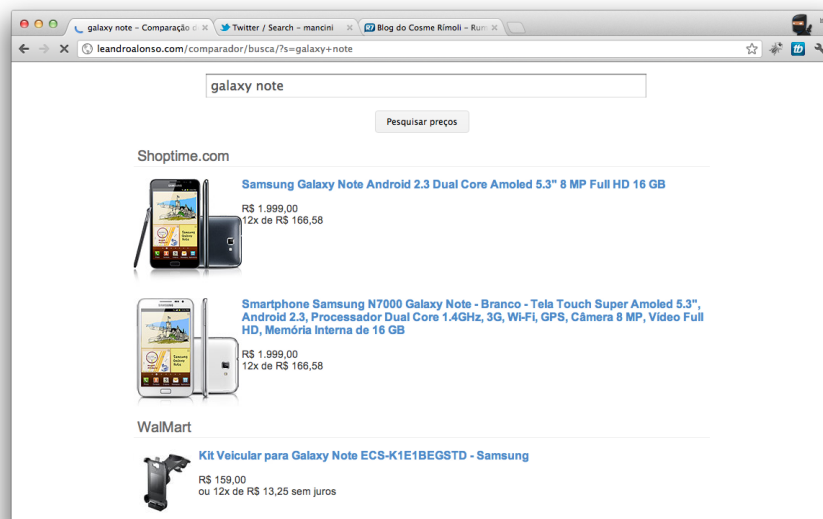 galaxy note – Comparação d
Twitter / Search - mancini
Blog do Cosme Rímoli – Rum
leandroalonso.com/comparador/busca/?s=galaxy+note
galaxy note
Pesquisar preços
Shoptime.com
Samsung Galaxy Note Android 2.3 Dual Core Amoled 5.3" 8 MP Full HD 16 GB
R$ 1.999,00
12x de R$ 166,58
Smartphone Samsung N7000 Galaxy Note - Branco - Tela Touch Super Amoled 5.3",
Android 2.3, Processador Dual Core 1.4GHz, 3G, Wi-Fi, GPS, Câmera 8 MP, Vídeo Full
HD, Memória Interna de 16 GB
R$ 1.999,00
12x de R$ 166,58
WalMart
Kit Veicular para Galaxy Note ECS-K1E1BEGSTD - Samsung
R$ 159,00
ou 12x de R$ 13,25 sem juros